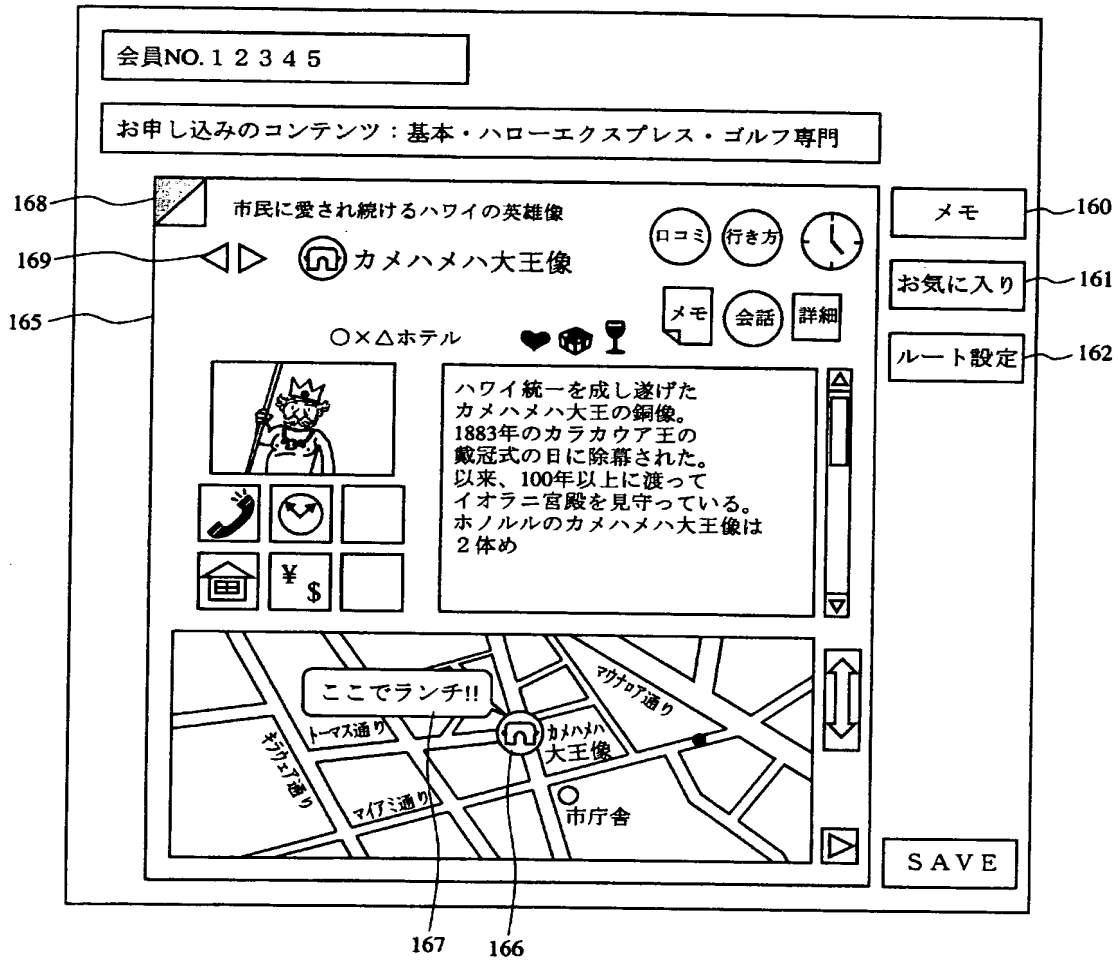 会員NO.１２３４５
お申し込みのコンテンツ：基本・ハローエクスプレス・ゴルフ専門
168
市民に愛され続けるハワイの英雄像
口コミ
行き方
メモ
160
169
カメハメハ大王像
お気に入り
161
165
○×△ホテル
メモ
会話
詳細
ルート設定
162
ハワイ統一を成し遂げた
カメハメハ大王の銅像。
1883年のカラカウア王の
戴冠式の日に除幕された。
以来、100年以上に渡って
イオラニ宮殿を見守っている。
ホノルルのカメハメハ大王像は
２体め
¥
$
ここでランチ!!
マウナロア通り
トーマス通り
カメハメハ
大王像
キラウェア通り
マイアミ通り
市庁舎
SAVE
167
166